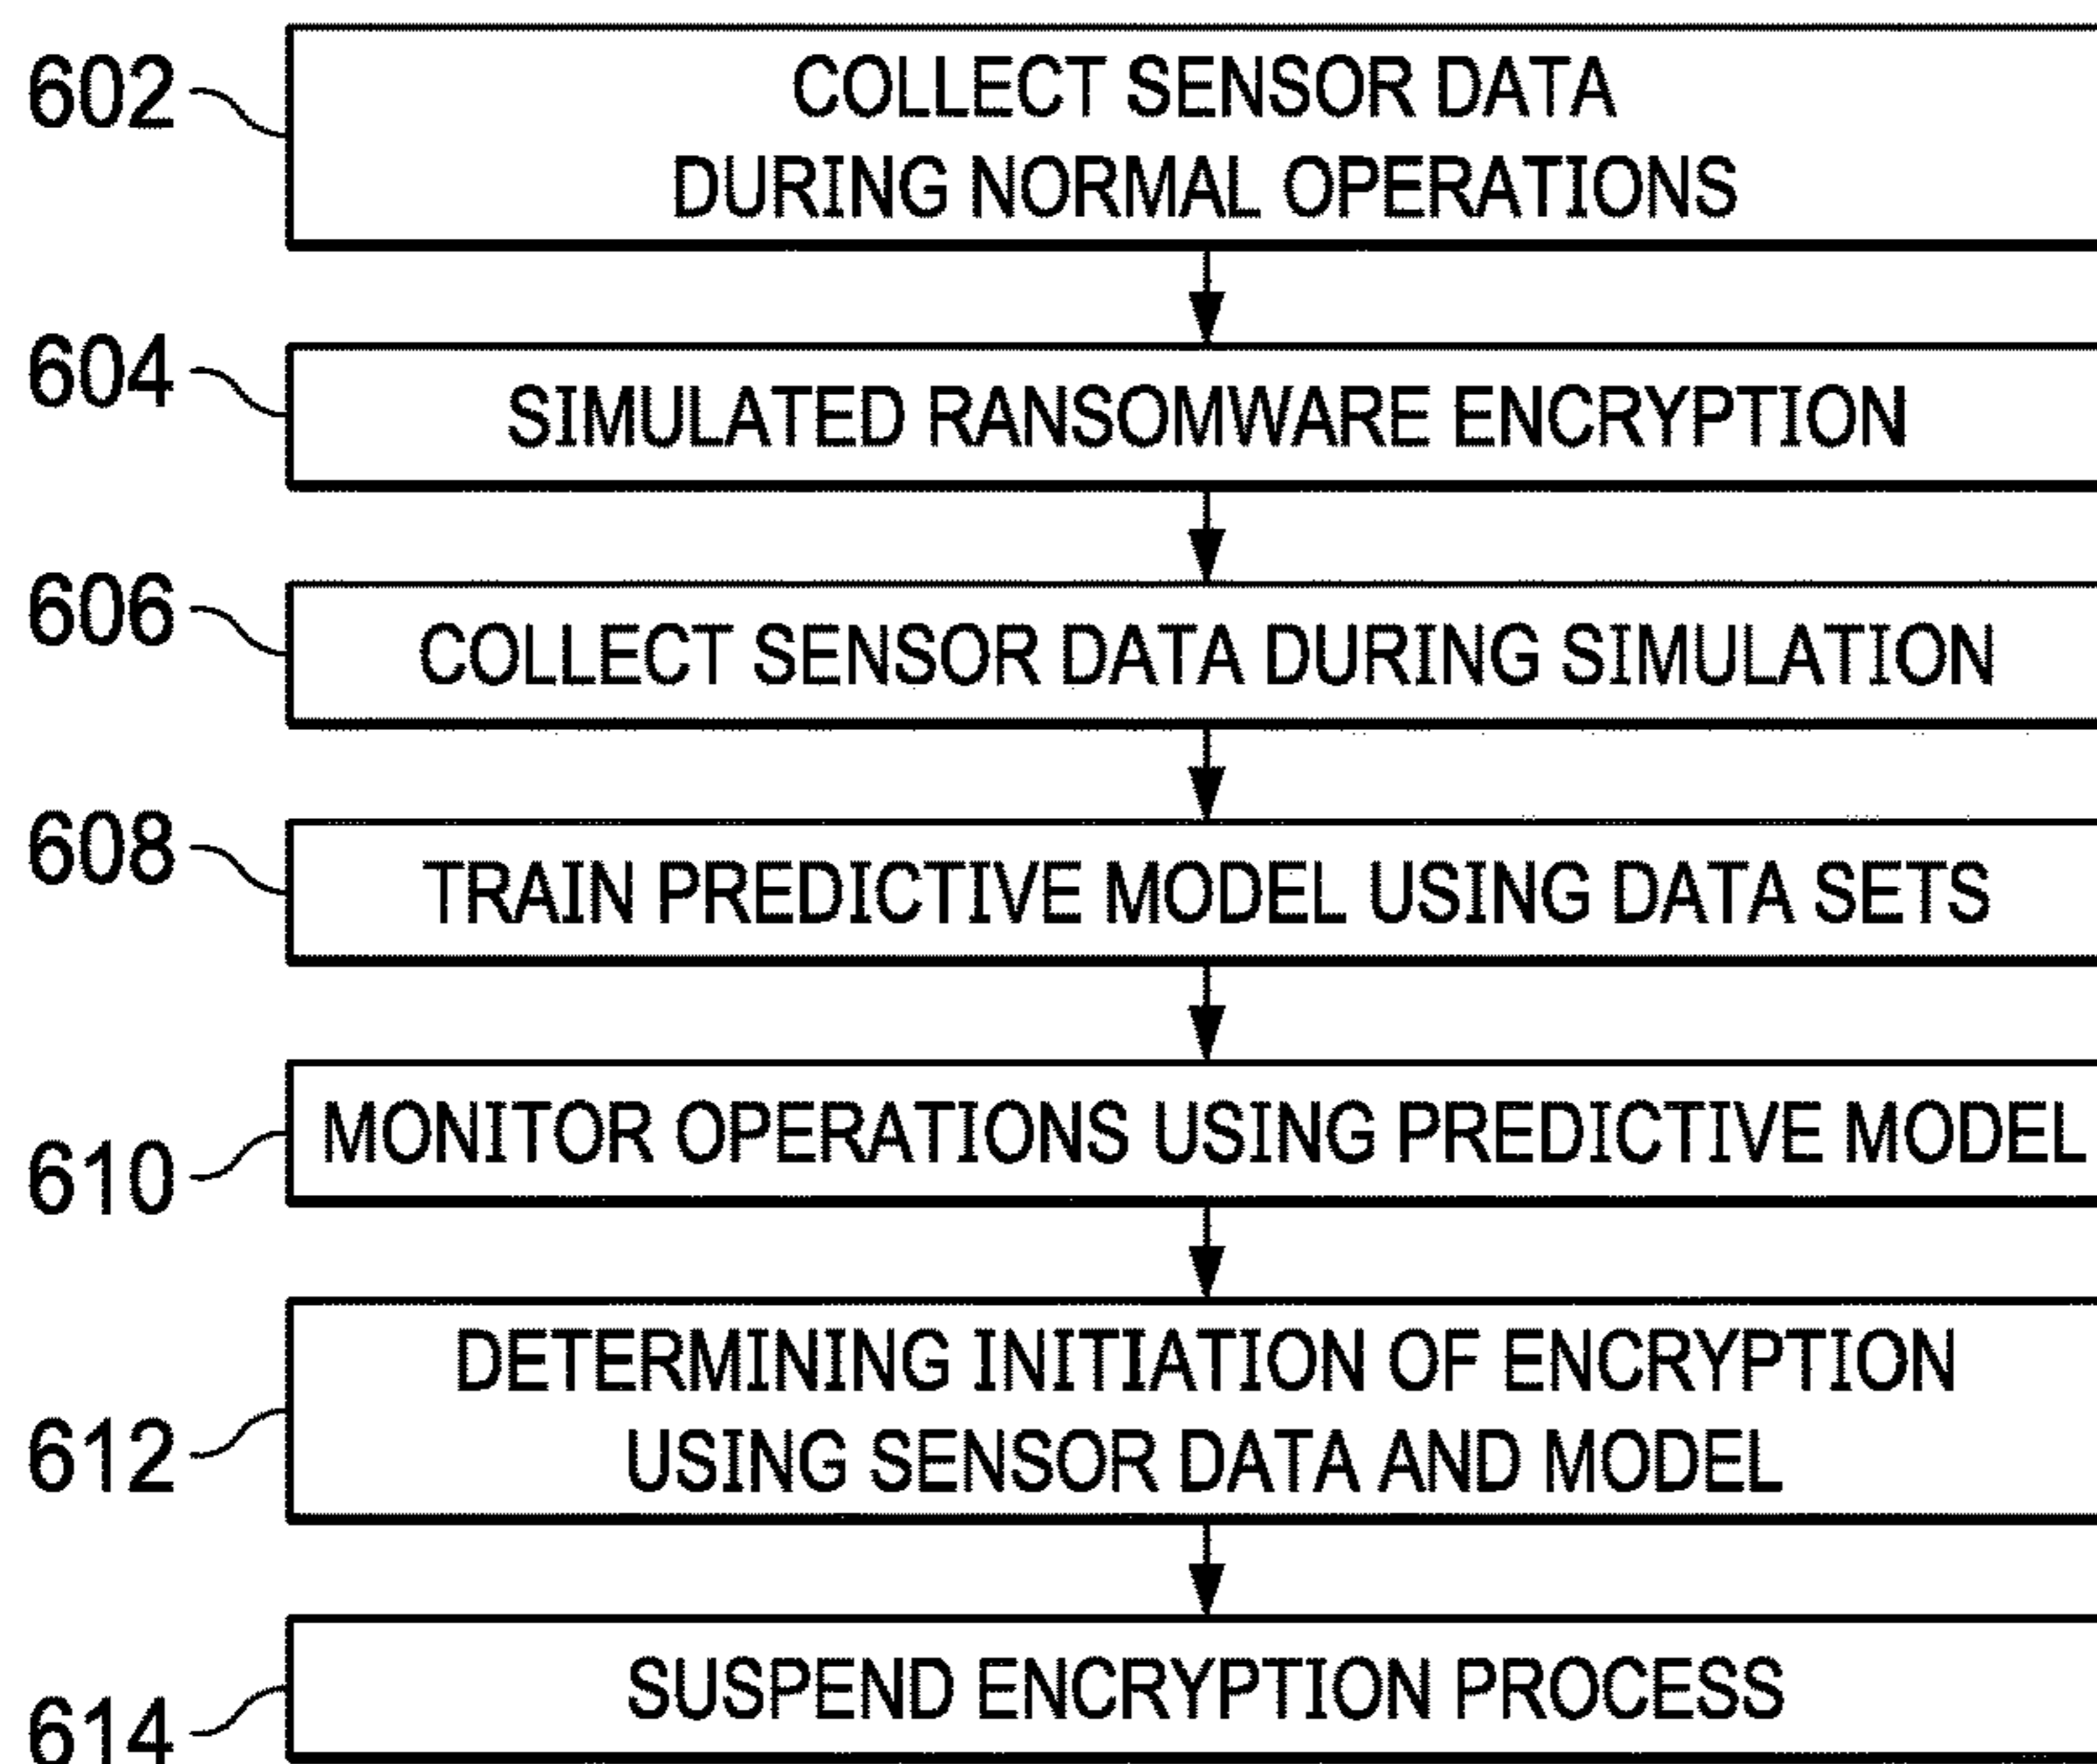 602
COLLECT SENSOR DATA
DURING NORMAL OPERATIONS
604
SIMULATED RANSOMWARE ENCRYPTION
606
COLLECT SENSOR DATA DURING SIMULATION
608
TRAIN PREDICTIVE MODEL USING DATA SETS
610
MONITOR OPERATIONS USING PREDICTIVE MODEL
612
DETERMINING INITIATION OF ENCRYPTION
USING SENSOR DATA AND MODEL
614
SUSPEND ENCRYPTION PROCESS